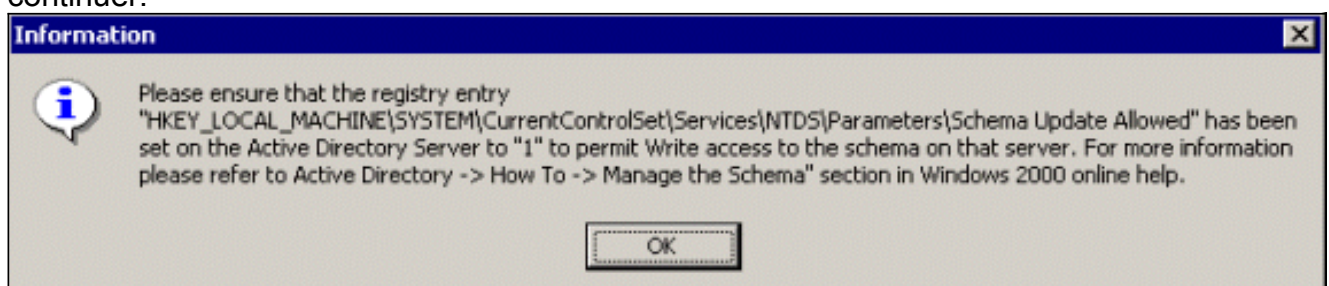 continuer.
Information
Please ensure that the registry entry
"HKEY_LOCAL_MACHINE\SYSTEM\CurrentControlSet\Services\NTDS\Parameters\Schema Update Allowed" has been
set on the Active Directory Server to "1" to permit Write access to the schema on that server. For more information
please refer to Active Directory -> How To -> Manage the Schema" section in Windows 2000 online help.
OK